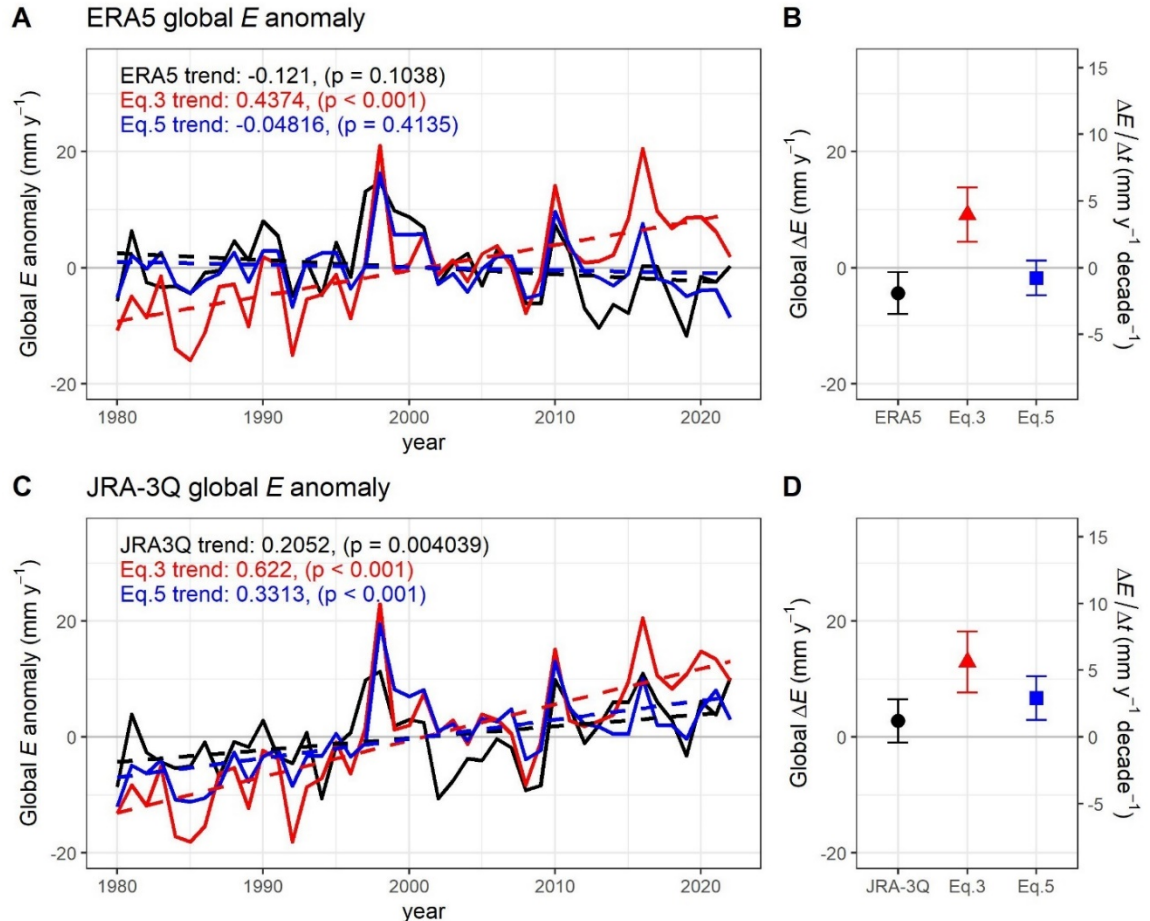 A ERA5 global E anomaly
ERA5 trend: -0.121, (p = 0.1038)
Eq.3 trend: 0.4374, (p < 0.001)
Eq.5 trend: -0.04816, (p = 0.4135)
Global E anomaly (mm y⁻¹)
20
0
-20
1980
1990
2000
2010
2020
year
B
Global ΔE (mm y⁻¹)
20
0
-20
15
10
5
0
-5
ΔE/Δt (mm y⁻¹ decade⁻¹)
ERA5
Eq.3
Eq.5
C JRA-3Q global E anomaly
JRA3Q trend: 0.2052, (p = 0.004039)
Eq.3 trend: 0.622, (p < 0.001)
Eq.5 trend: 0.3313, (p < 0.001)
Global E anomaly (mm y⁻¹)
20
0
-20
1980
1990
2000
2010
2020
year
D
Global ΔE (mm y⁻¹)
20
0
-20
15
10
5
0
-5
ΔE/Δt (mm y⁻¹ decade⁻¹)
JRA-3Q
Eq.3
Eq.5